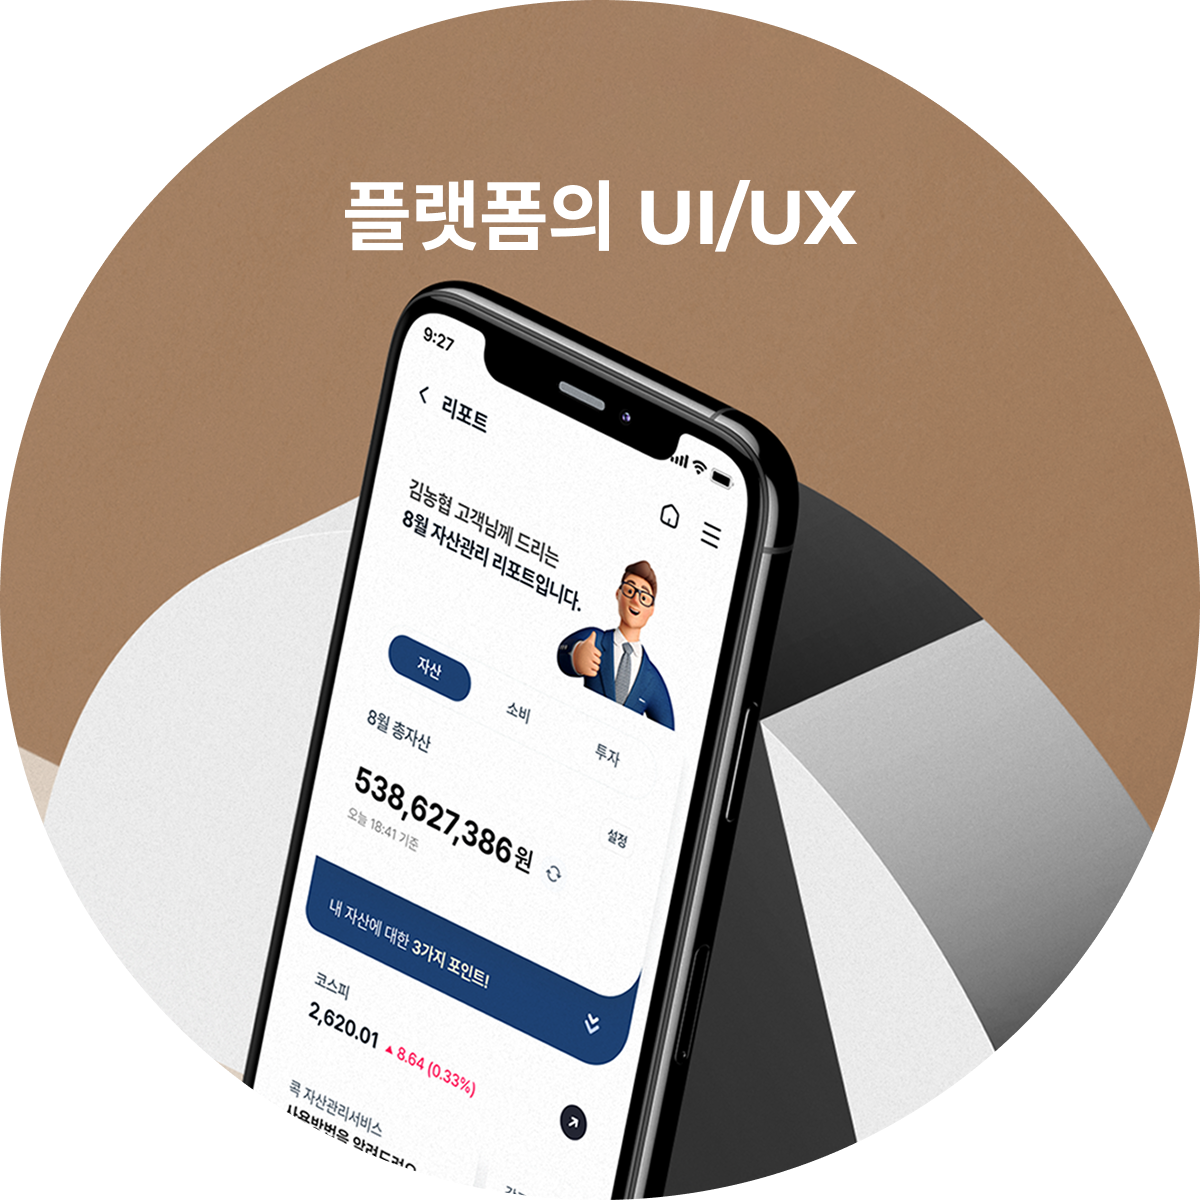 플랫폼의 UI/UX
9:27
리포트
김농협 고객님께 드리는
8월 자산관리 리포트입니다.
자산
소비
투자
8월 총자산
538,627,386원
오늘 18:41 기준
설정
내 자산에 대한 3가지 포인트!
코스피
2,620.01 ▲ 8.64 (0.33%)
콕 자산관리서비스
사용방법을 알려드려요